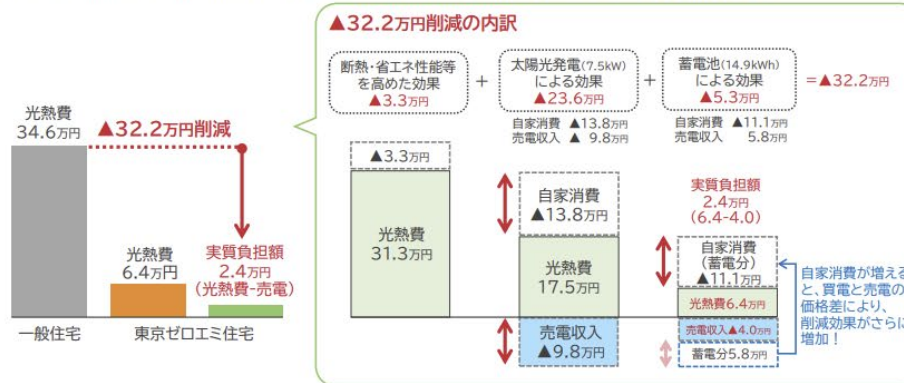 ▲32.2万円削減の内訳
断熱・省エネ性能等
を高めた効果
▲3.3万円
+
太陽光発電(7.5kW)
による効果
▲23.6万円
+
蓄電池(14.9kWh)
による効果
▲5.3万円
=▲32.2万円
自家消費 ▲13.8万円
売電収入 ▲ 9.8万円
自家消費 ▲11.1万円
売電収入 5.8万円
光熱費
34.6万円
▲32.2万円削減
光熱費
6.4万円
実質負担額
2.4万円
(光熱費-売電)
一般住宅
東京ゼロエミ住宅
▲3.3万円
光熱費
31.3万円
自家消費
▲13.8万円
光熱費
17.5万円
売電収入
▲9.8万円
実質負担額
2.4万円
(6.4-4.0)
自家消費
(蓄電分)
▲11.1万円
光熱費6.4万円
売電収入▲4.0万円
蓄電分5.8万円
自家消費が増える
と、買電と売電の
価格差により、
削減効果がさらに
増加！